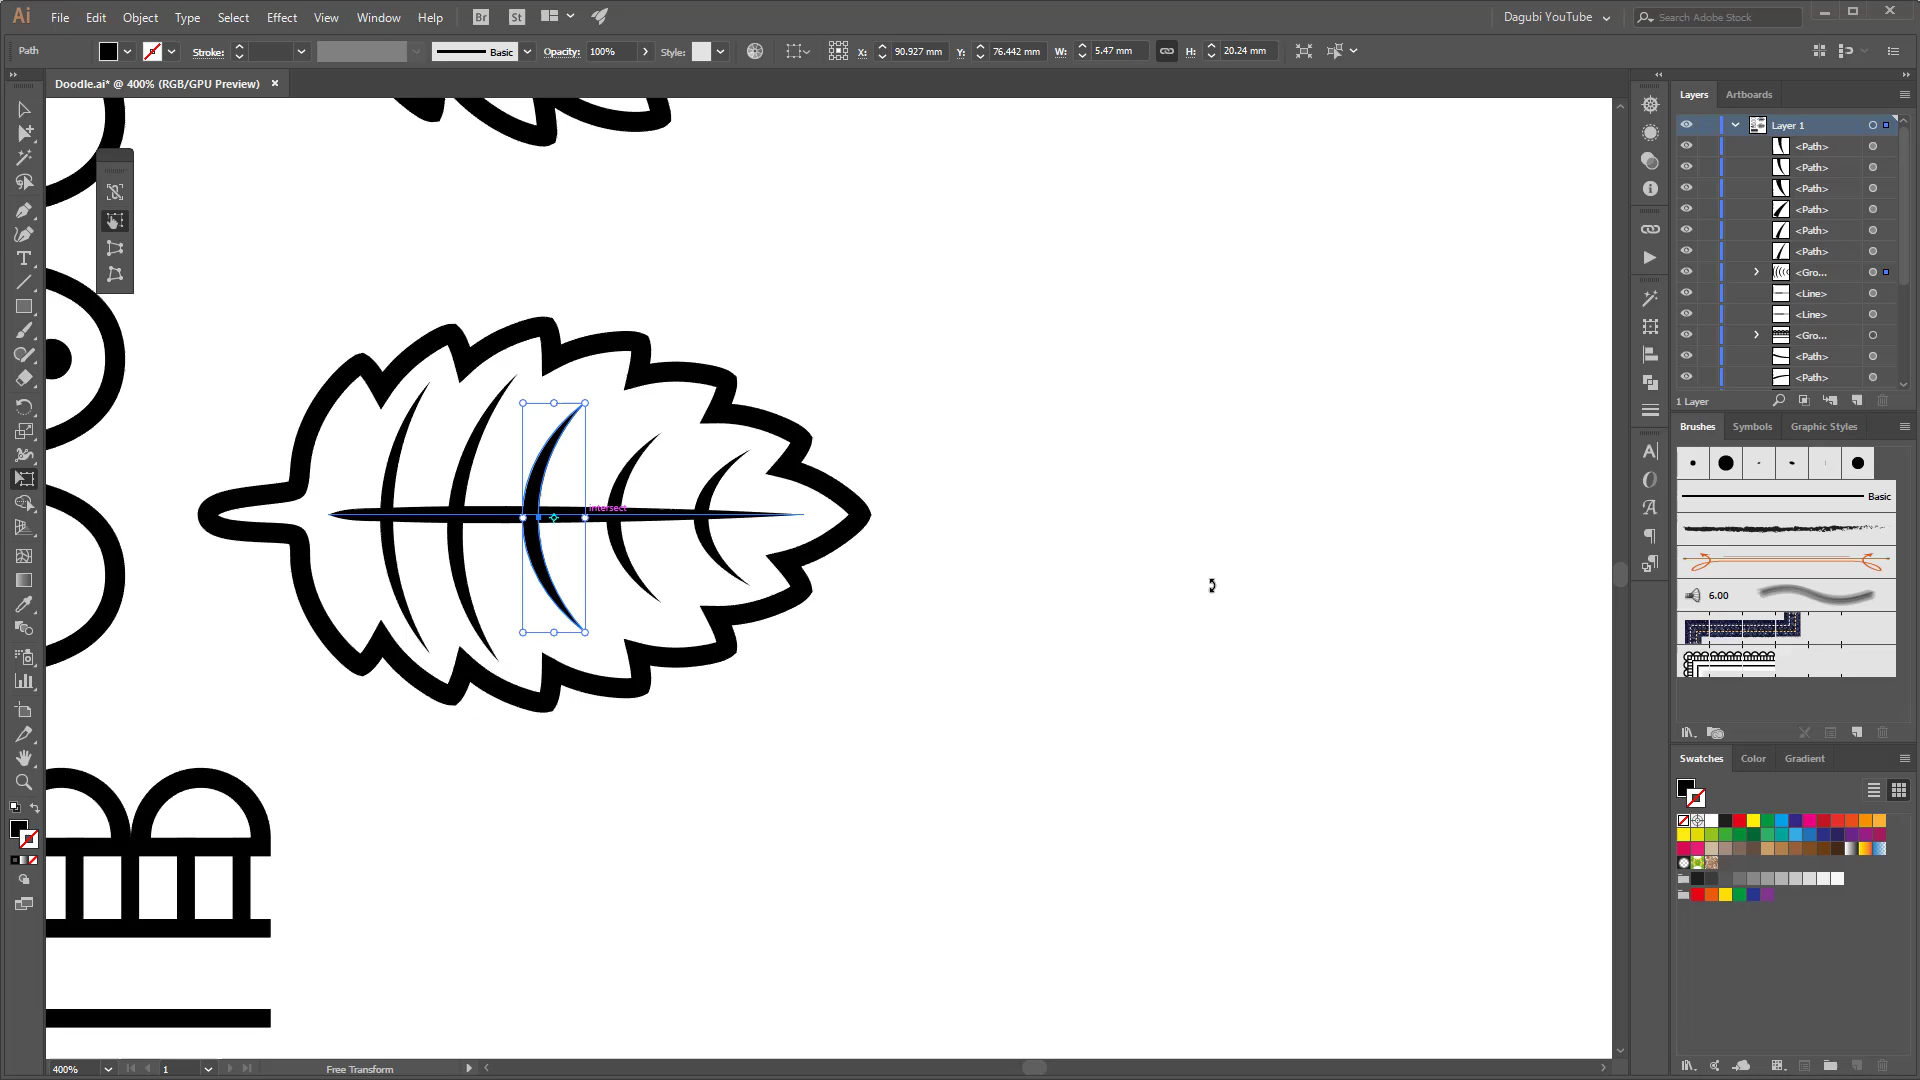 Ai File Edit Object Type Select Effect View Window Help Br St Dagubi YouTube Search Adobe Stock
Path Stroke: Basic Opacity: 100% Style: X: 90.927 mm Y: 76.442 mm W: 5.47 mm H: 20.24 mm
Doodle.ai* @ 400% (RGB/GPU Preview)
Layers Artboards
Layer 1
<Path>
<Path>
<Path>
<Path>
<Path>
<Path>
<Gro...
<Line>
<Line>
<Gro...
<Path>
<Path>
1 Layer
Brushes Symbols Graphic Styles
Basic
6.00
Swatches Color Gradient
intersect
400% 1 Free Transform